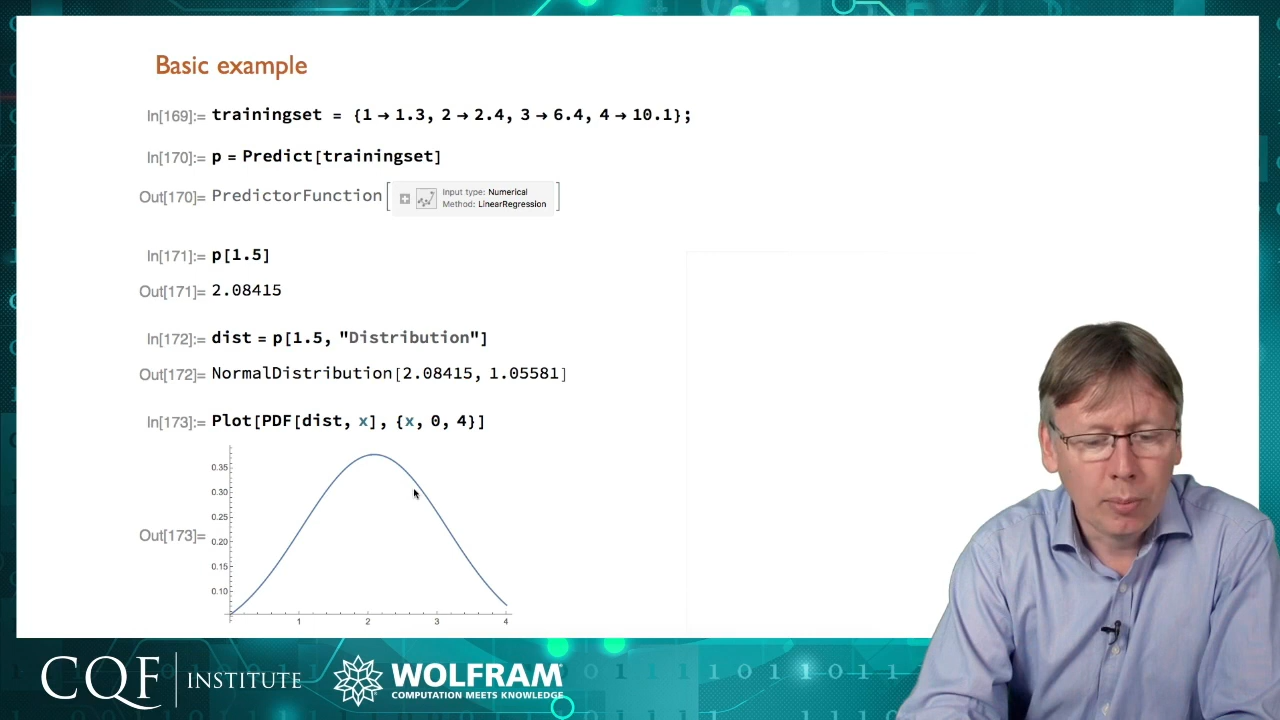 Basic example
In[169]:= trainingset = {1 → 1.3, 2 → 2.4, 3 → 6.4, 4 → 10.1};
In[170]:= p = Predict[trainingset]
Out[170]= PredictorFunction[
Input type: Numerical
Method: LinearRegression ]
In[171]:= p[1.5]
Out[171]= 2.08415
In[172]:= dist = p[1.5, "Distribution"]
Out[172]= NormalDistribution[2.08415, 1.05581]
In[173]:= Plot[PDF[dist, x], {x, 0, 4}]
0.35
0.30
0.25
Out[173]= 0.20
0.15
0.10
1 2 3 4
CQF INSTITUTE
WOLFRAM
COMPUTATION MEETS KNOWLEDGE